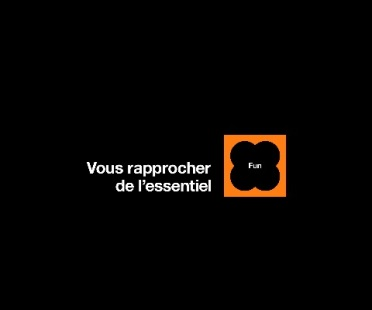 Vous rapprocher
de l'essentiel
Fun